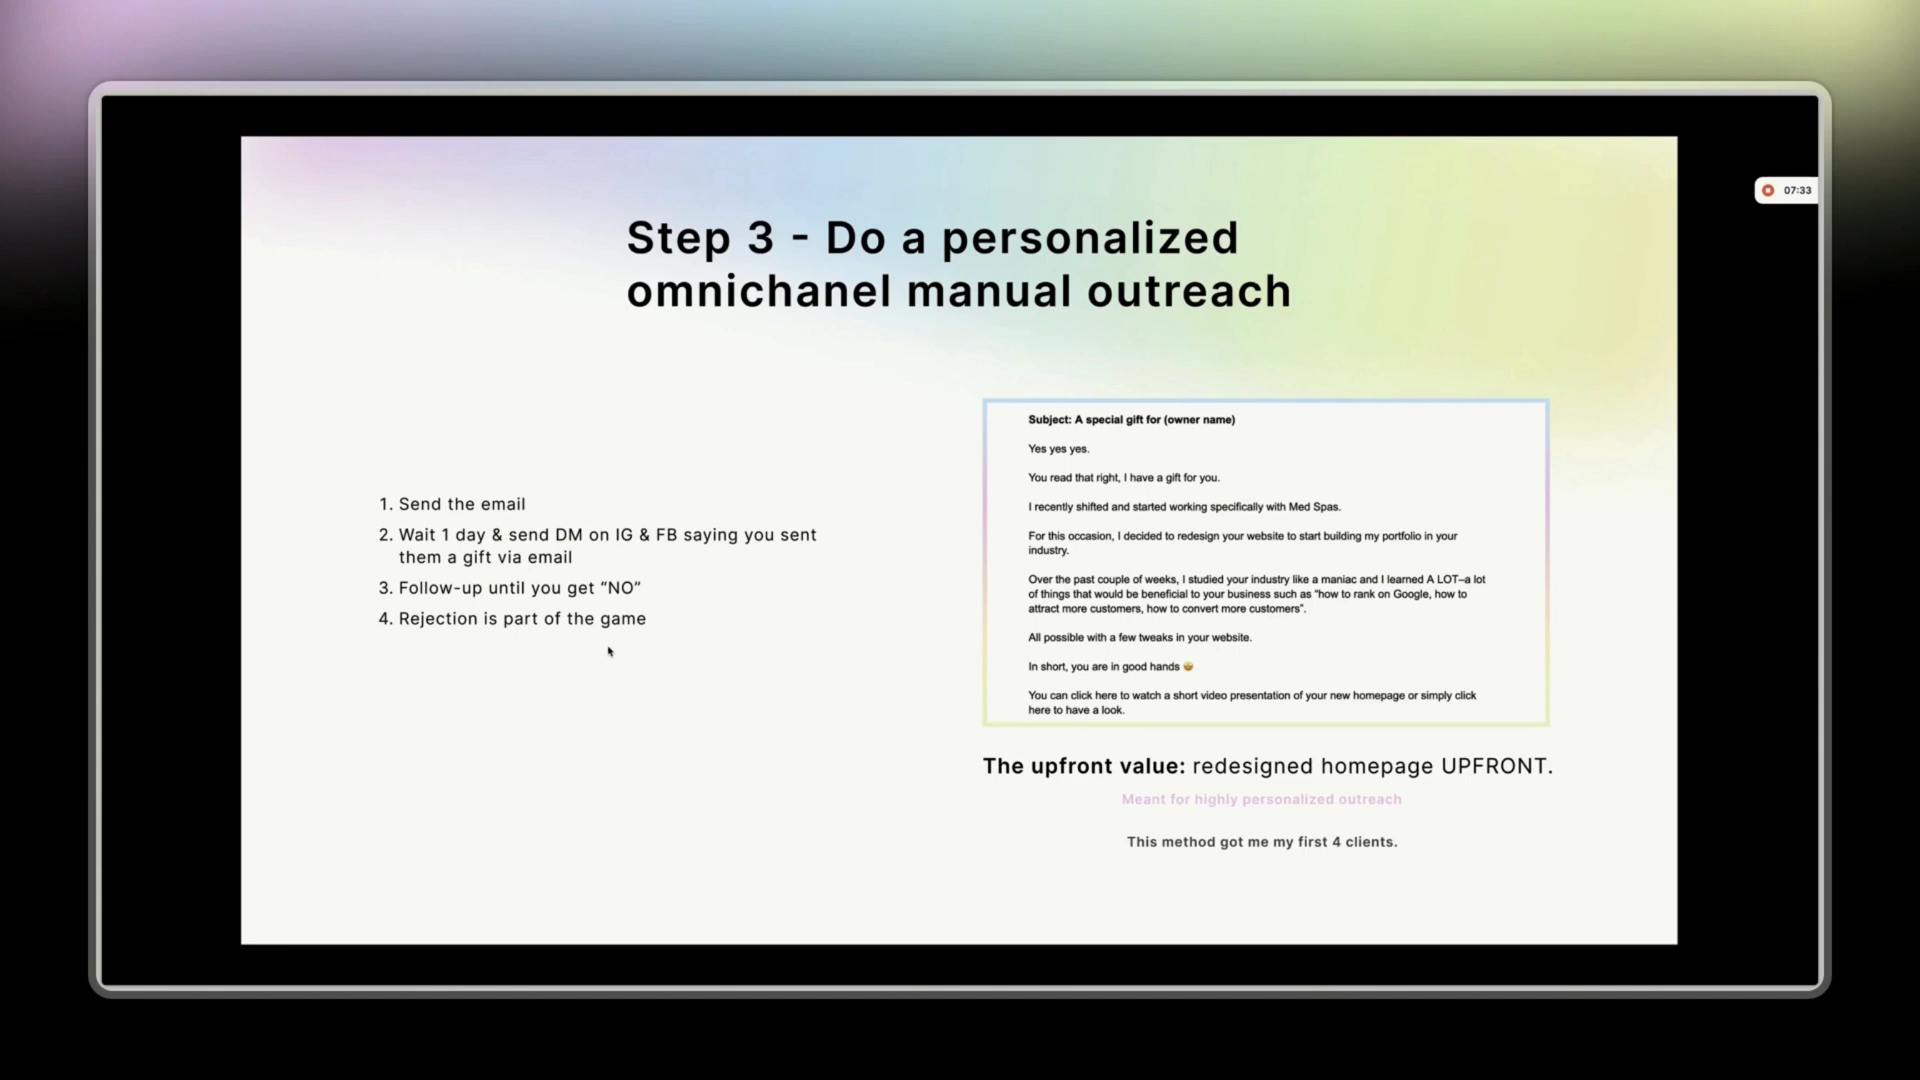 07:33
Step 3 - Do a personalized
omnichanel manual outreach
1. Send the email
2. Wait 1 day & send DM on IG & FB saying you sent
them a gift via email
3. Follow-up until you get “NO”
4. Rejection is part of the game
Subject: A special gift for (owner name)
Yes yes yes.
You read that right, I have a gift for you.
I recently shifted and started working specifically with Med Spas.
For this occasion, I decided to redesign your website to start building my portfolio in your
industry.
Over the past couple of weeks, I studied your industry like a maniac and I learned A LOT–a lot
of things that would be beneficial to your business such as “how to rank on Google, how to
attract more customers, how to convert more customers”.
All possible with a few tweaks in your website.
In short, you are in good hands 🤩
You can click here to watch a short video presentation of your new homepage or simply click
here to have a look.
The upfront value: redesigned homepage UPFRONT.
Meant for highly personalized outreach
This method got me my first 4 clients.